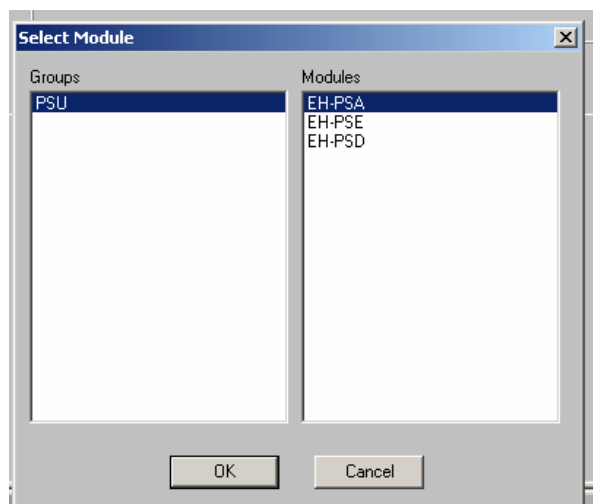 Select Module
Groups
Modules
PSU
EH-PSA
EH-PSE
EH-PSD
OK
Cancel